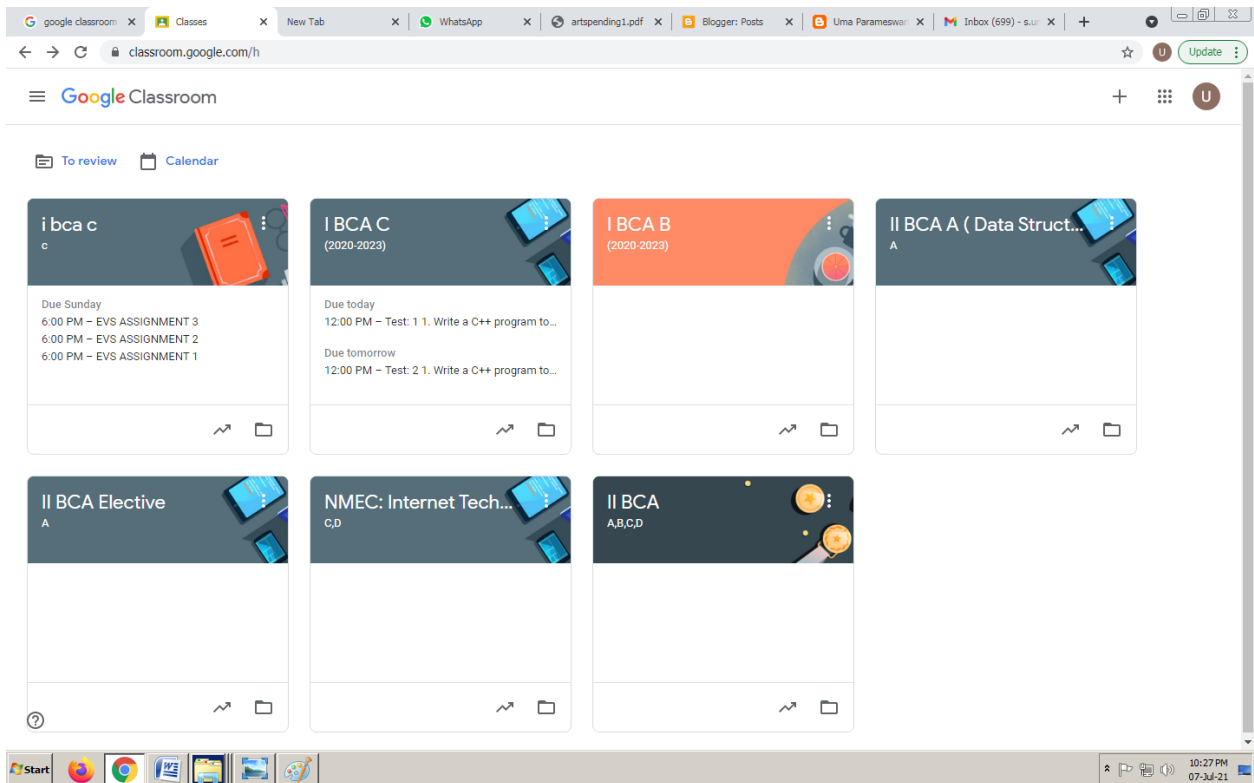 google classroom
Classes
New Tab
WhatsApp
artspending1.pdf
Blogger: Posts
Uma Parameswari
Inbox (699) - s.ur
classroom.google.com/h
U
Update
Google Classroom
U
To review
Calendar
i bca c
c
Due Sunday
6:00 PM – EVS ASSIGNMENT 3
6:00 PM – EVS ASSIGNMENT 2
6:00 PM – EVS ASSIGNMENT 1
I BCA C
(2020-2023)
Due today
12:00 PM – Test: 1 1. Write a C++ program to...
Due tomorrow
12:00 PM – Test: 2 1. Write a C++ program to...
I BCA B
(2020-2023)
II BCA A ( Data Struct...
A
II BCA Elective
A
NMEC: Internet Tech...
C,D
II BCA
A,B,C,D
Start
10:27 PM
07-Jul-21